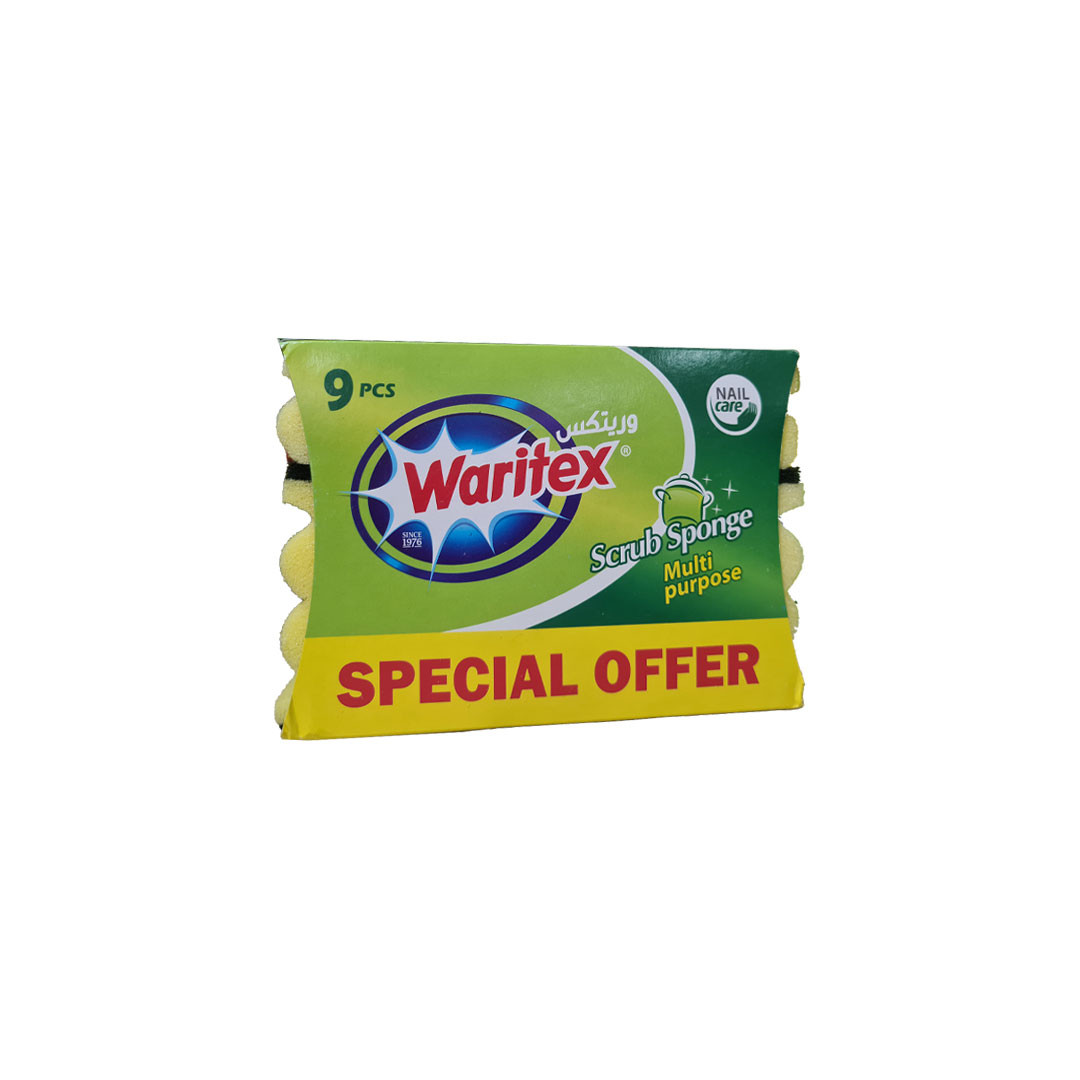 9 PCS
NAIL
care
وريتكس
Waritex®
SINCE
1976
Scrub Sponge
Multi
purpose
SPECIAL OFFER